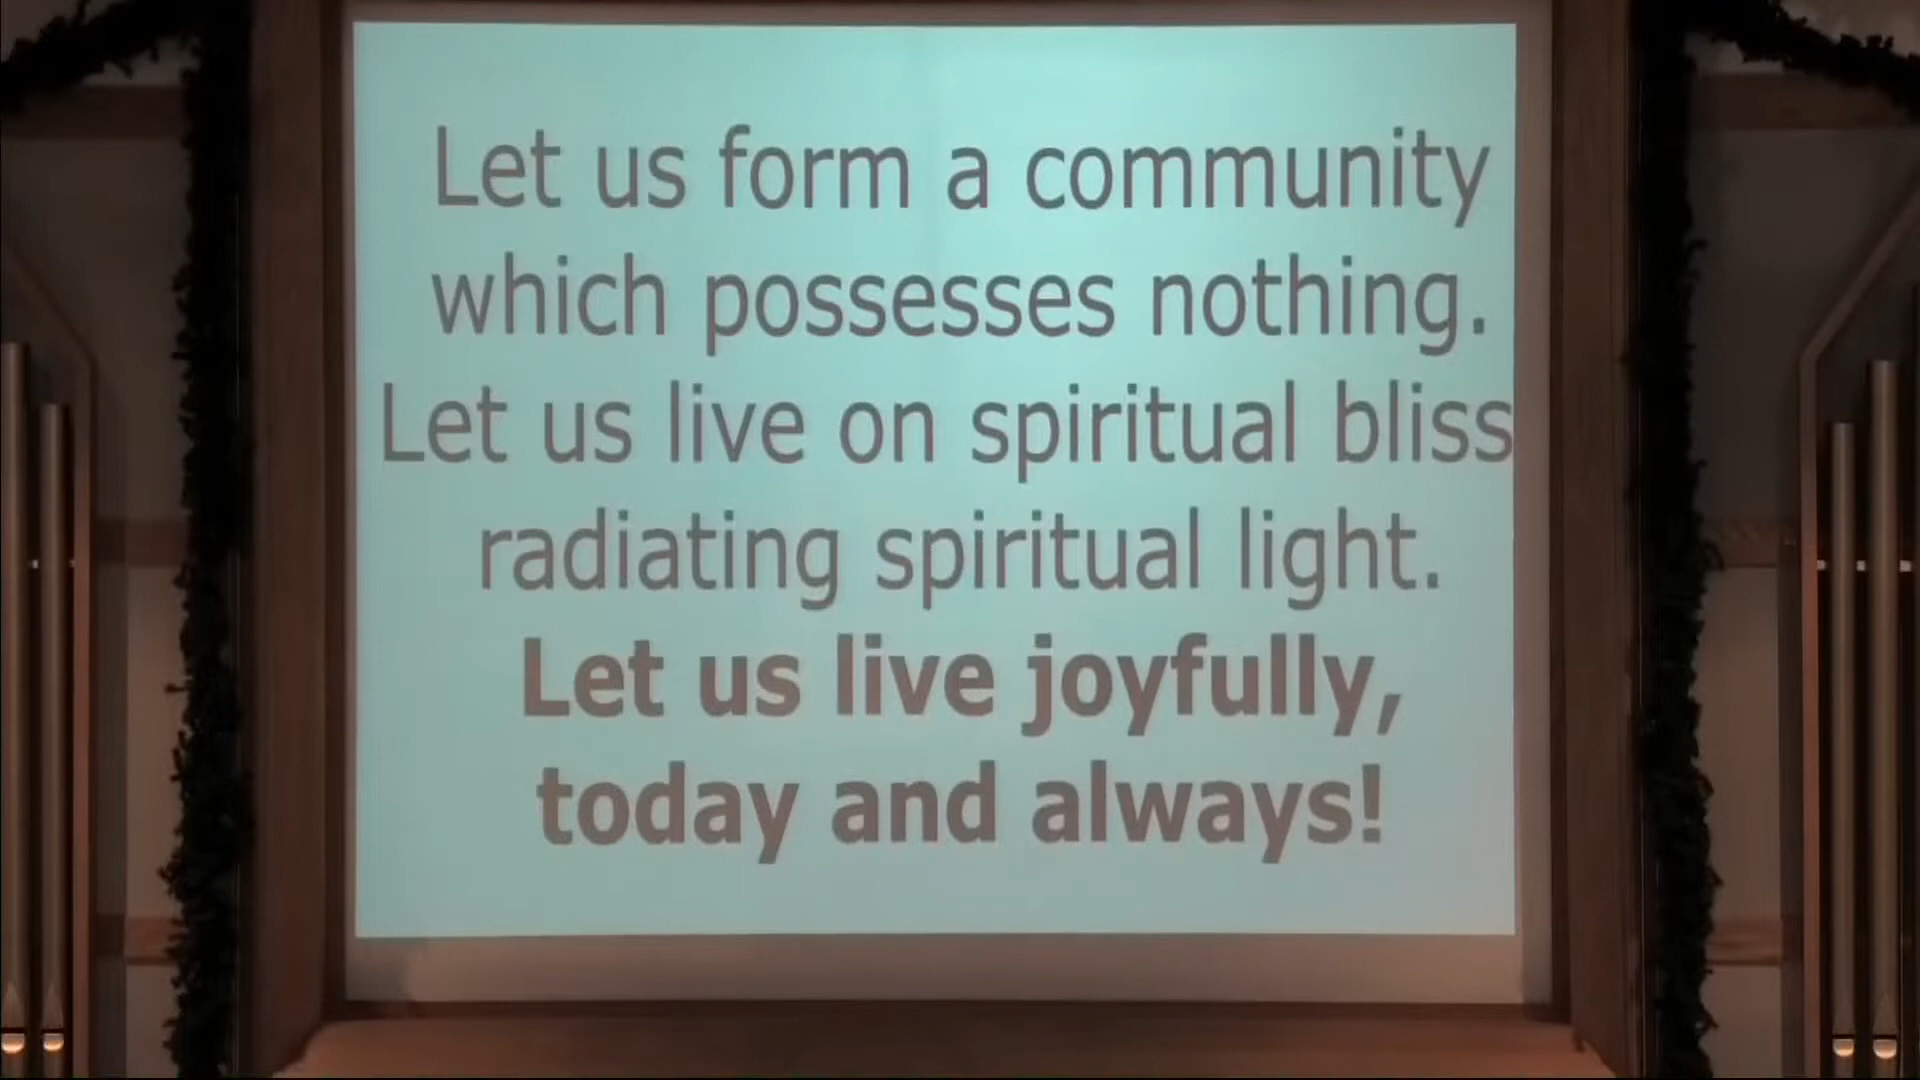 Let us form a community
which possesses nothing.
Let us live on spiritual bliss
radiating spiritual light.
Let us live joyfully,
today and always!